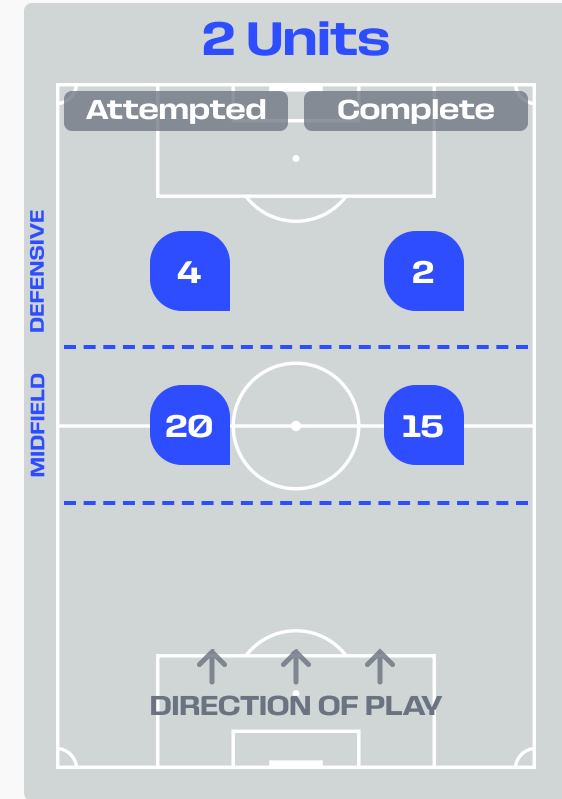 2 Units
Attempted Complete
DEFENSIVE
4 2
MIDFIELD
20 15
DIRECTION OF PLAY